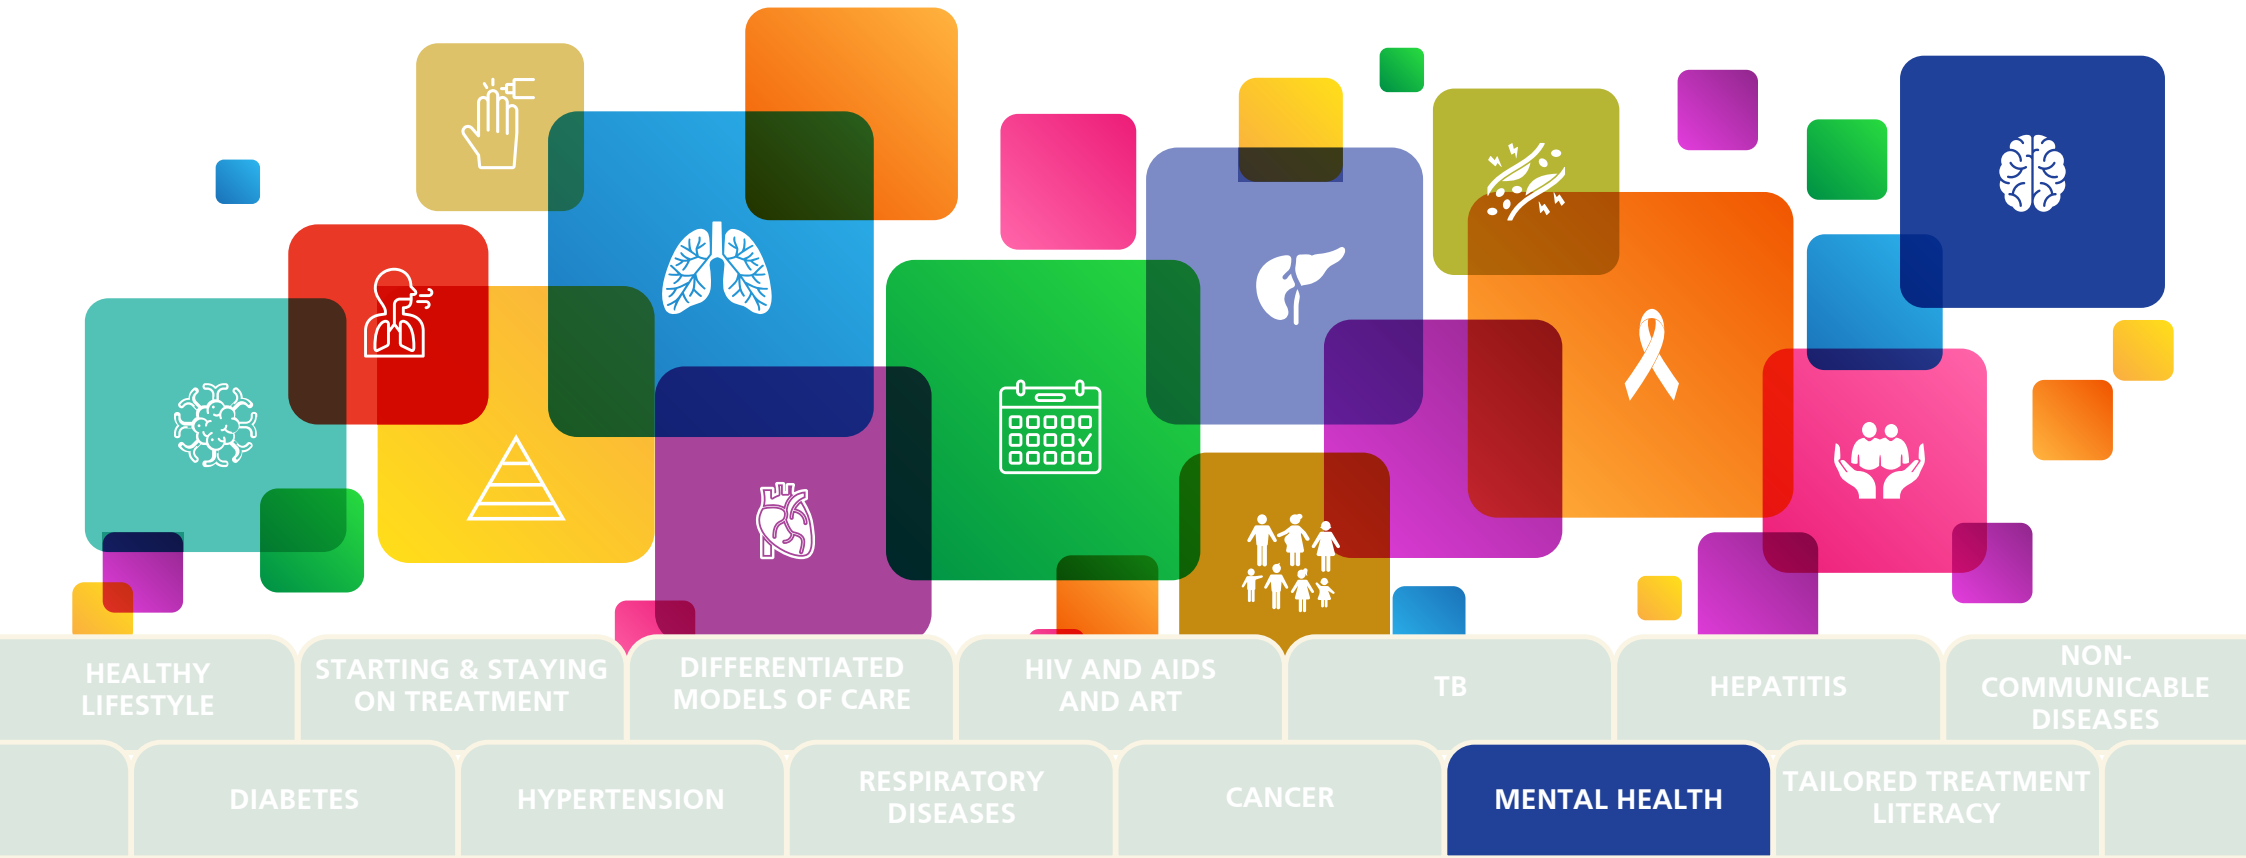 HEALTHY
LIFESTYLE
STARTING & STAYING
ON TREATMENT
DIFFERENTIATED
MODELS OF CARE
HIV AND AIDS
AND ART
TB
HEPATITIS
NON-
COMMUNICABLE
DISEASES
DIABETES
HYPERTENSION
RESPIRATORY
DISEASES
CANCER
MENTAL HEALTH
TAILORED TREATMENT
LITERACY